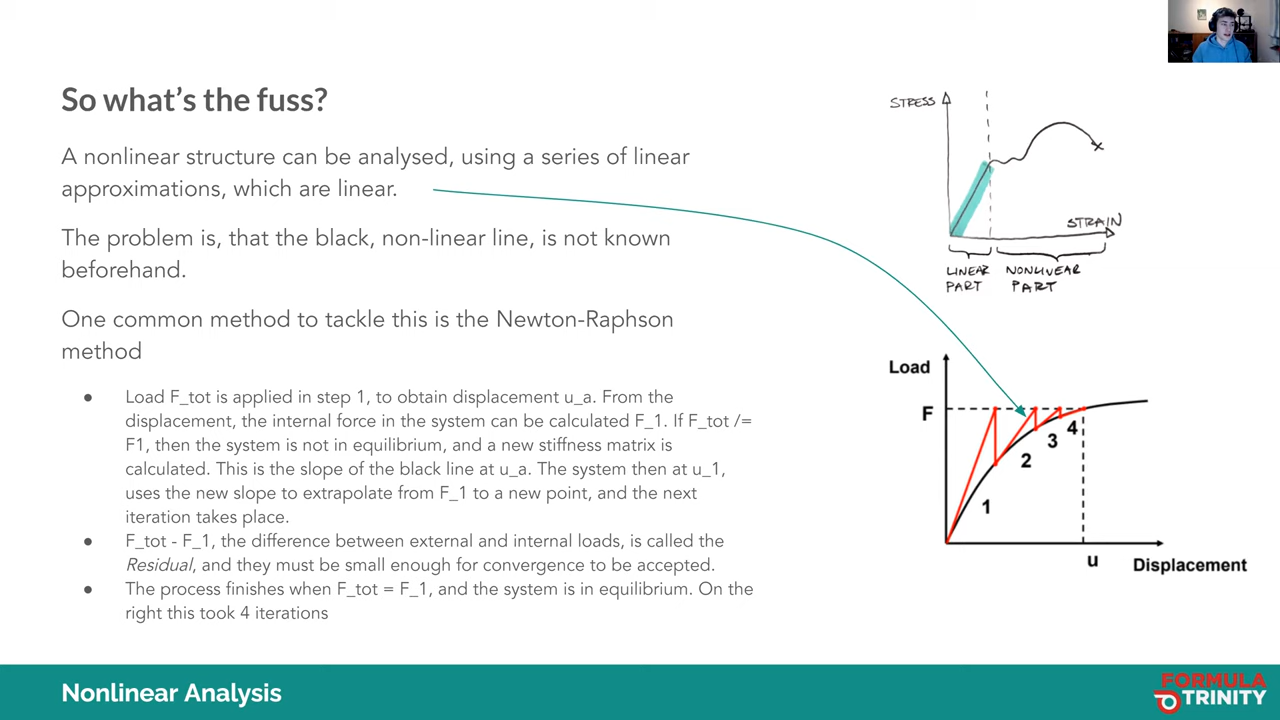 So what's the fuss?
A nonlinear structure can be analysed, using a series of linear
approximations, which are linear.
The problem is, that the black, non-linear line, is not known
beforehand.
One common method to tackle this is the Newton-Raphson
method
● Load F_tot is applied in step 1, to obtain displacement u_a. From the
displacement, the internal force in the system can be calculated F_1. If F_tot /=
F1, then the system is not in equilibrium, and a new stiffness matrix is
calculated. This is the slope of the black line at u_a. The system then at u_1,
uses the new slope to extrapolate from F_1 to a new point, and the next
iteration takes place.
● F_tot - F_1, the difference between external and internal loads, is called the
Residual, and they must be small enough for convergence to be accepted.
● The process finishes when F_tot = F_1, and the system is in equilibrium. On the
right this took 4 iterations
STRESS
STRAIN
LINEAR
PART
NONLINEAR
PART
Load
F
1
2
3
4
u
Displacement
Nonlinear Analysis
FORMULA
TRINITY